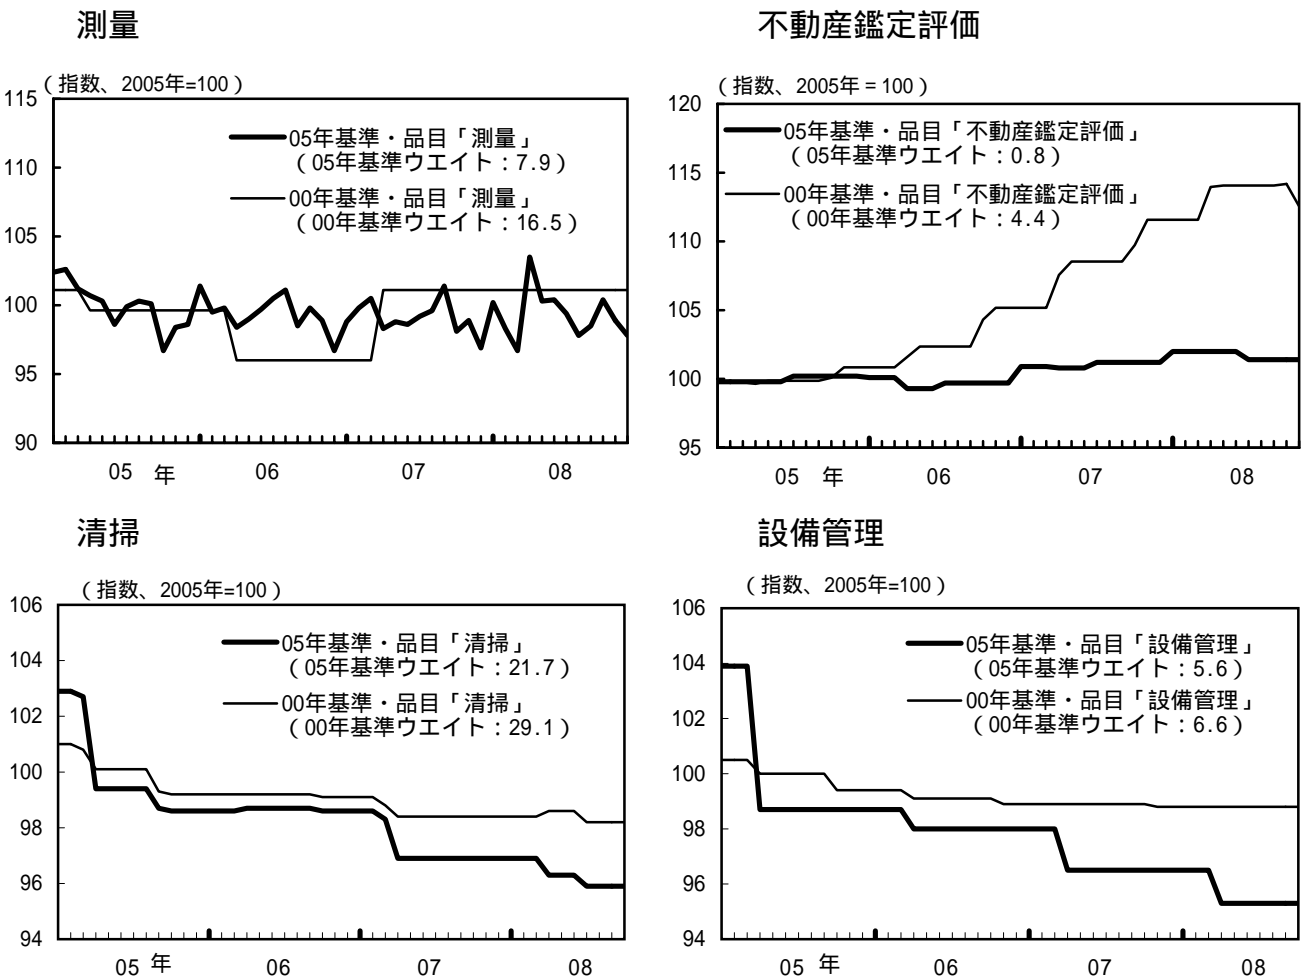 測量
(指数、2005年=100)
115
110
105
100
95
90
05年基準・品目「測量」
(05年基準ウエイト:7.9)
00年基準・品目「測量」
(00年基準ウエイト:16.5)
05 年 06 07 08
不動産鑑定評価
(指数、2005年=100)
120
115
110
105
100
95
05年基準・品目「不動産鑑定評価」
(05年基準ウエイト:0.8)
00年基準・品目「不動産鑑定評価」
(00年基準ウエイト:4.4)
05 年 06 07 08
清掃
(指数、2005年=100)
106
104
102
100
98
96
94
05年基準・品目「清掃」
(05年基準ウエイト:21.7)
00年基準・品目「清掃」
(00年基準ウエイト:29.1)
05 年 06 07 08
設備管理
(指数、2005年=100)
106
104
102
100
98
96
94
05年基準・品目「設備管理」
(05年基準ウエイト:5.6)
00年基準・品目「設備管理」
(00年基準ウエイト:6.6)
05 年 06 07 08